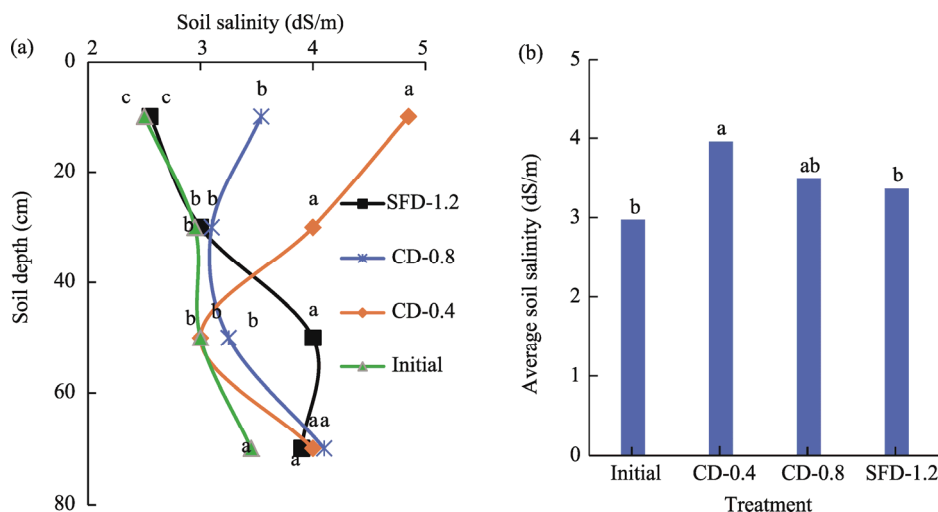 Soil salinity (dS/m)
(a)
2 3 4 5
0
20
40
60
80
Soil depth (cm)
c c b a
b b a
b
b b b a
a a a
a
SFD-1.2
CD-0.8
CD-0.4
Initial
(b)
5
4
3
2
1
0
Average soil salinity (dS/m)
b a ab b
Initial CD-0.4 CD-0.8 SFD-1.2
Treatment